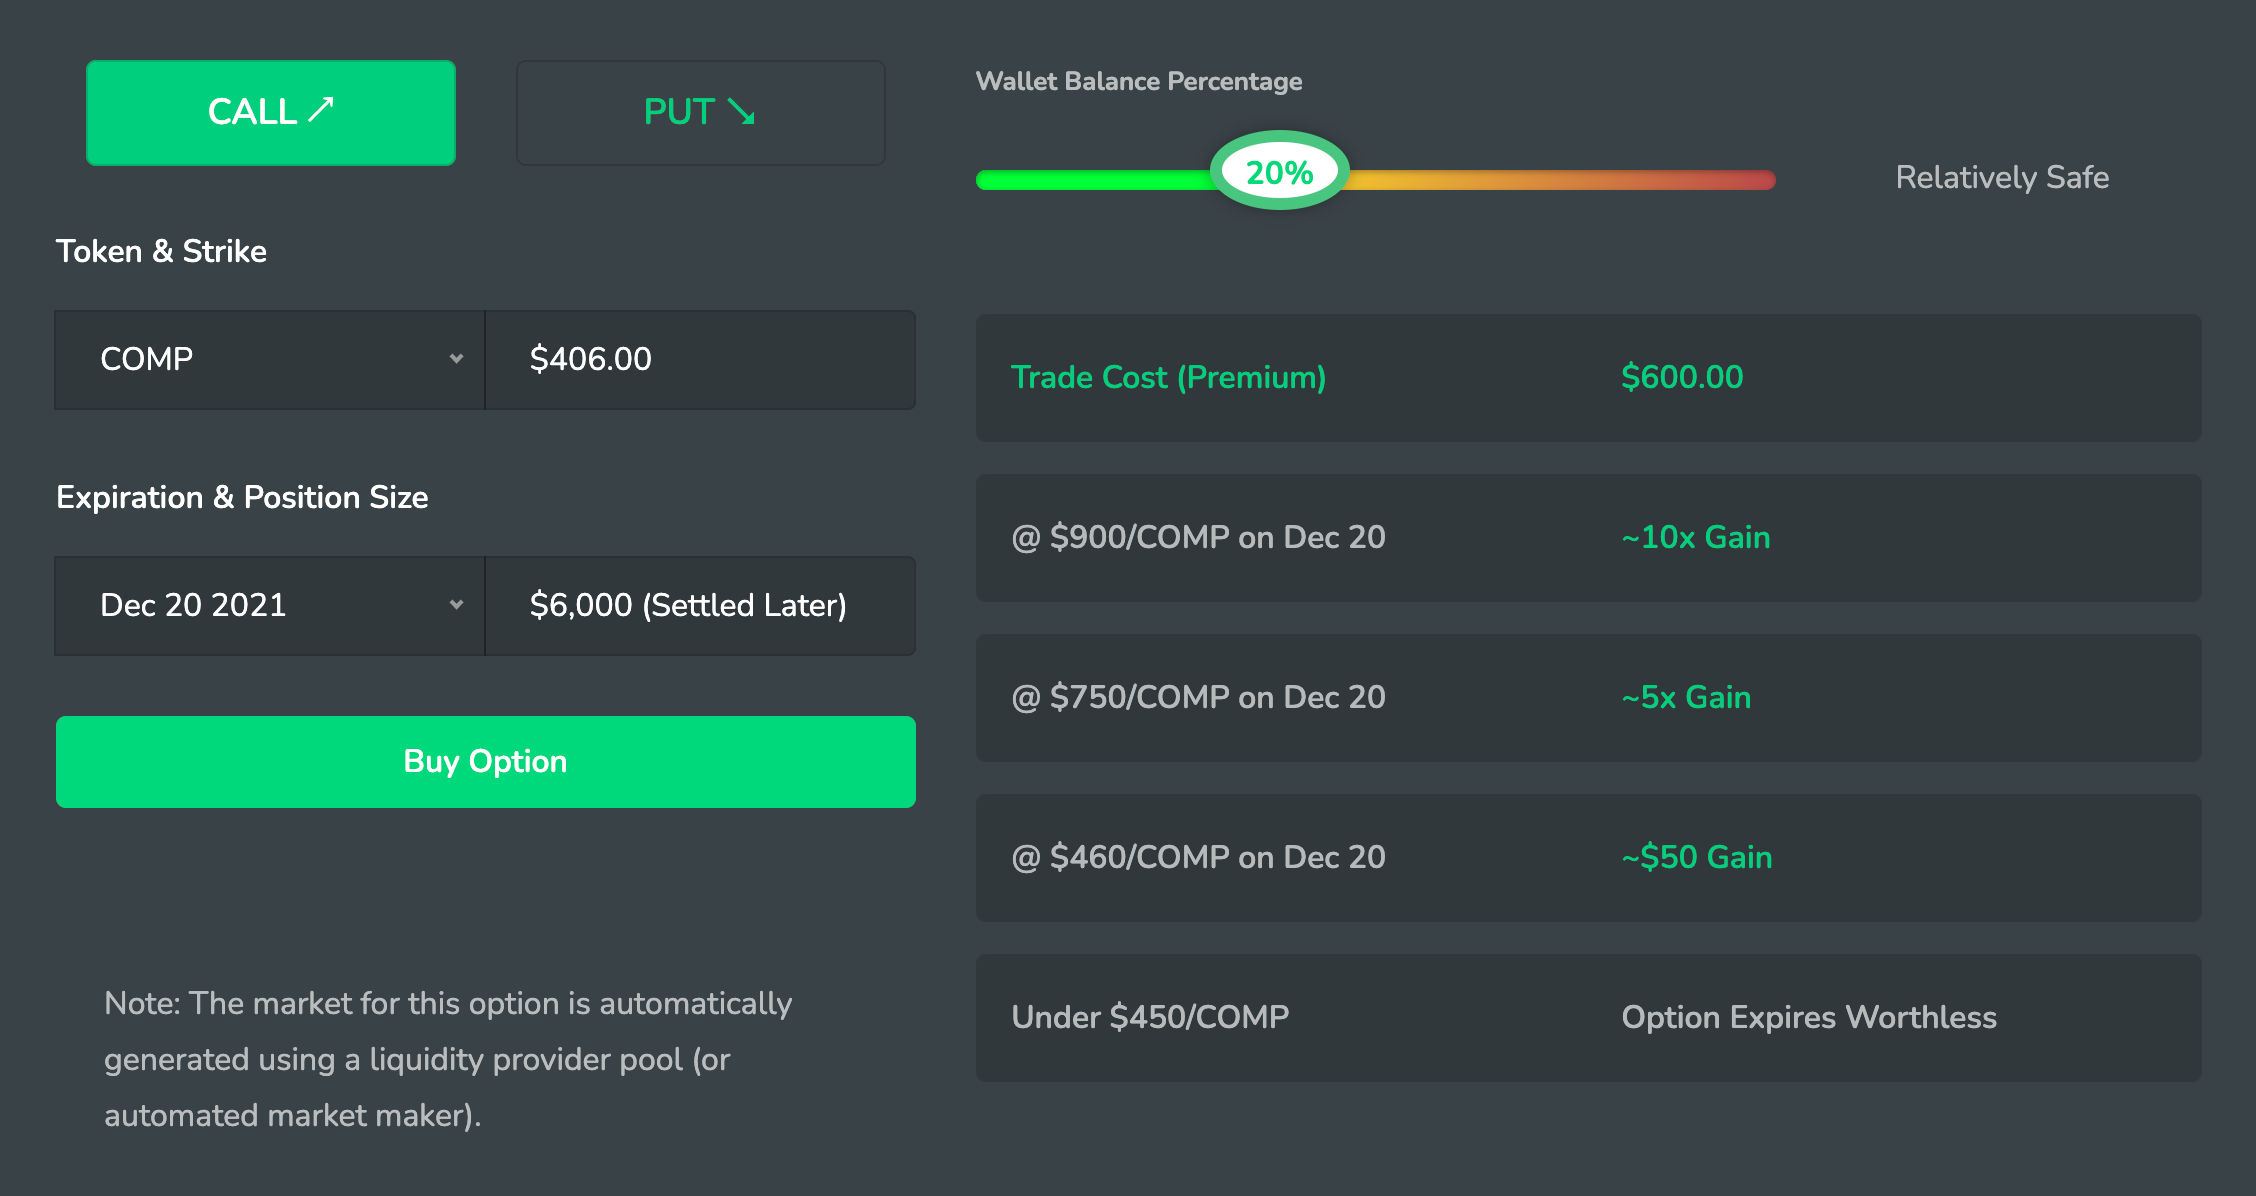 CALL ↗
PUT ↘
Token & Strike
COMP
$406.00
Expiration & Position Size
Dec 20 2021
$6,000 (Settled Later)
Buy Option
Note: The market for this option is automatically
generated using a liquidity provider pool (or
automated market maker).
Wallet Balance Percentage
20%
Relatively Safe
Trade Cost (Premium) $600.00
@ $900/COMP on Dec 20 ~10x Gain
@ $750/COMP on Dec 20 ~5x Gain
@ $460/COMP on Dec 20 ~$50 Gain
Under $450/COMP Option Expires Worthless